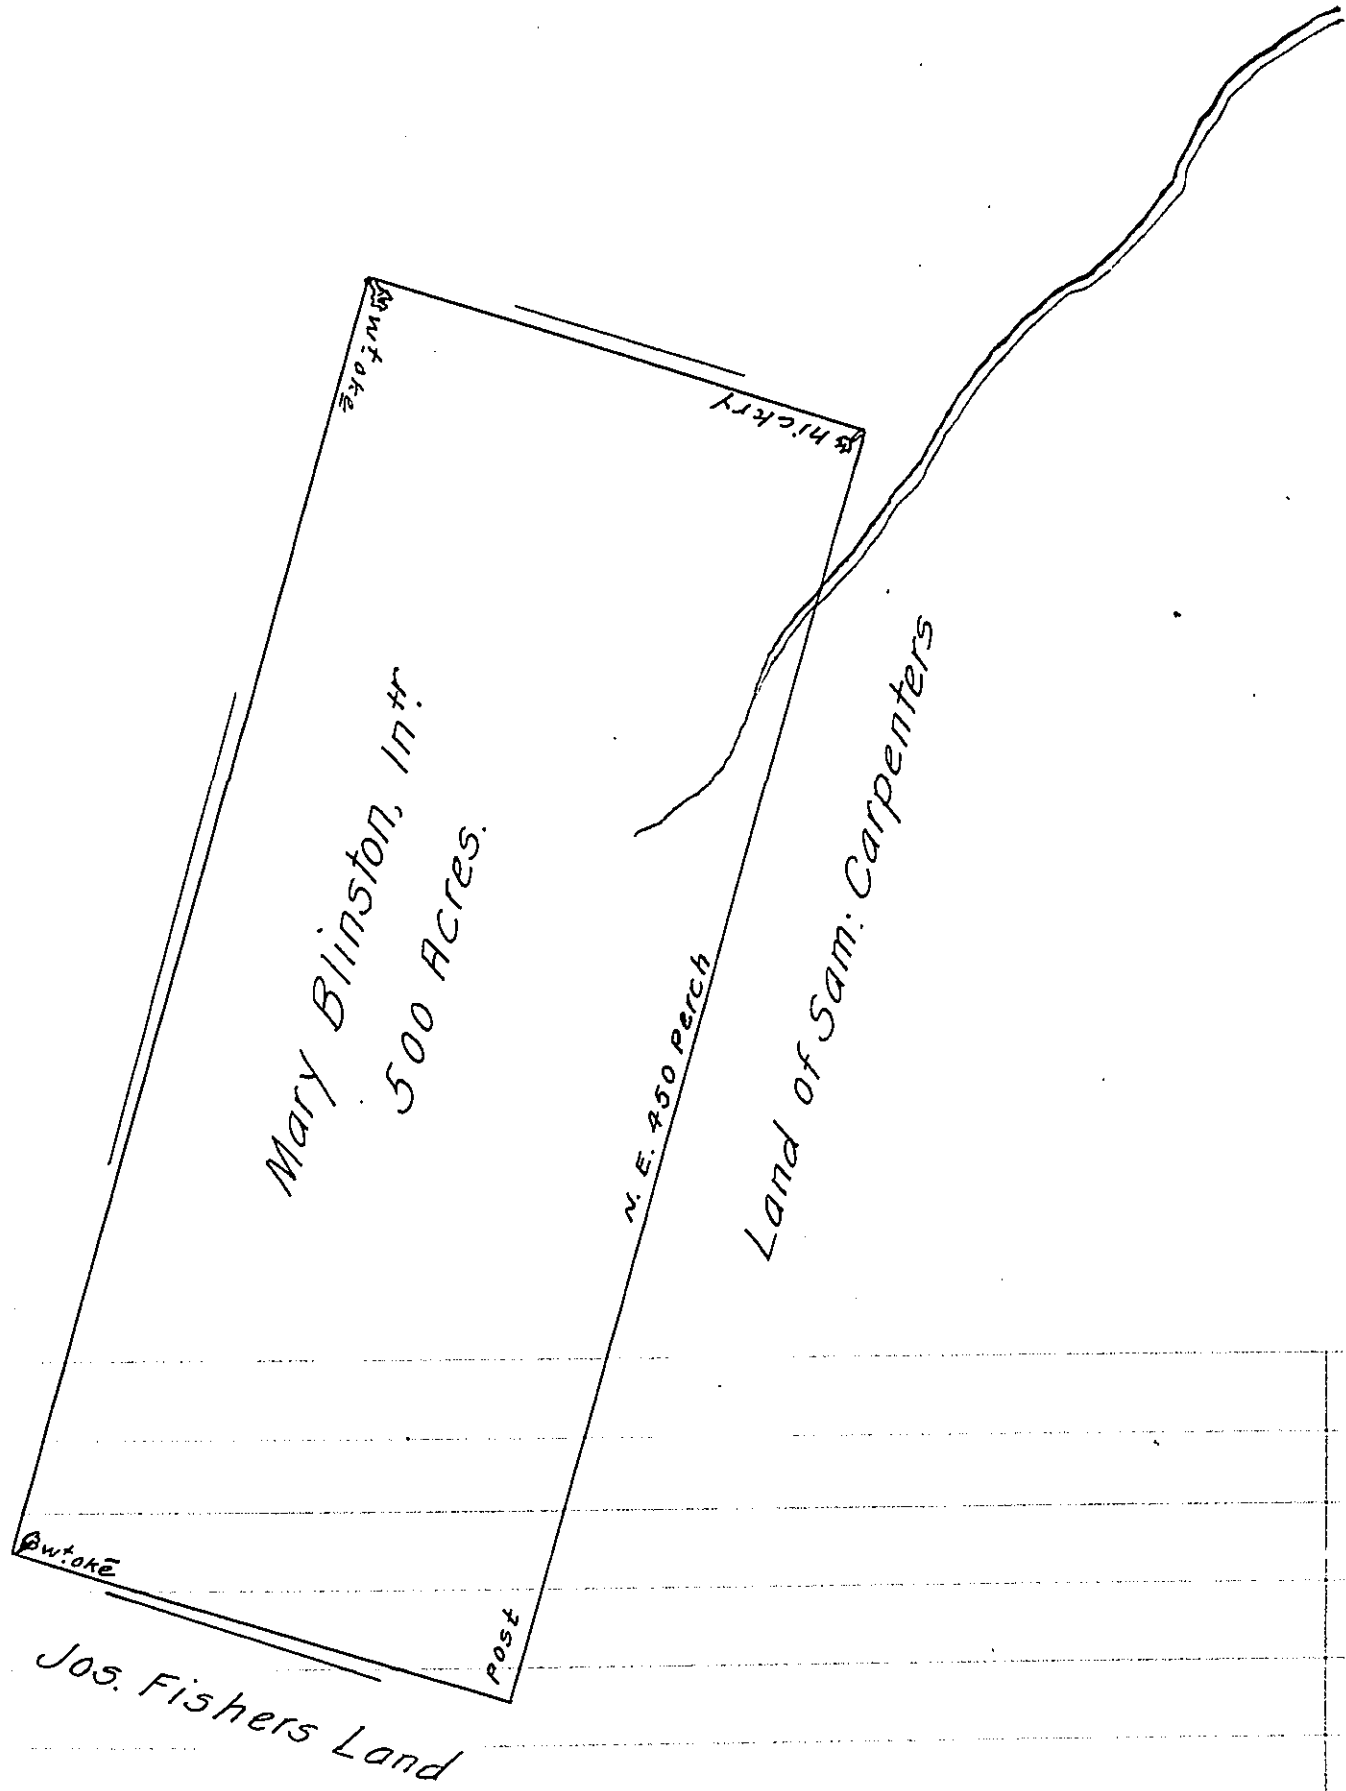 wt: oke
hickry
Mary Blinston, Intr.
500 Acres.
N. E. 450 Perch
Land of Sam: Carpenters
wt: oke
Post
Jos. Fishers Land